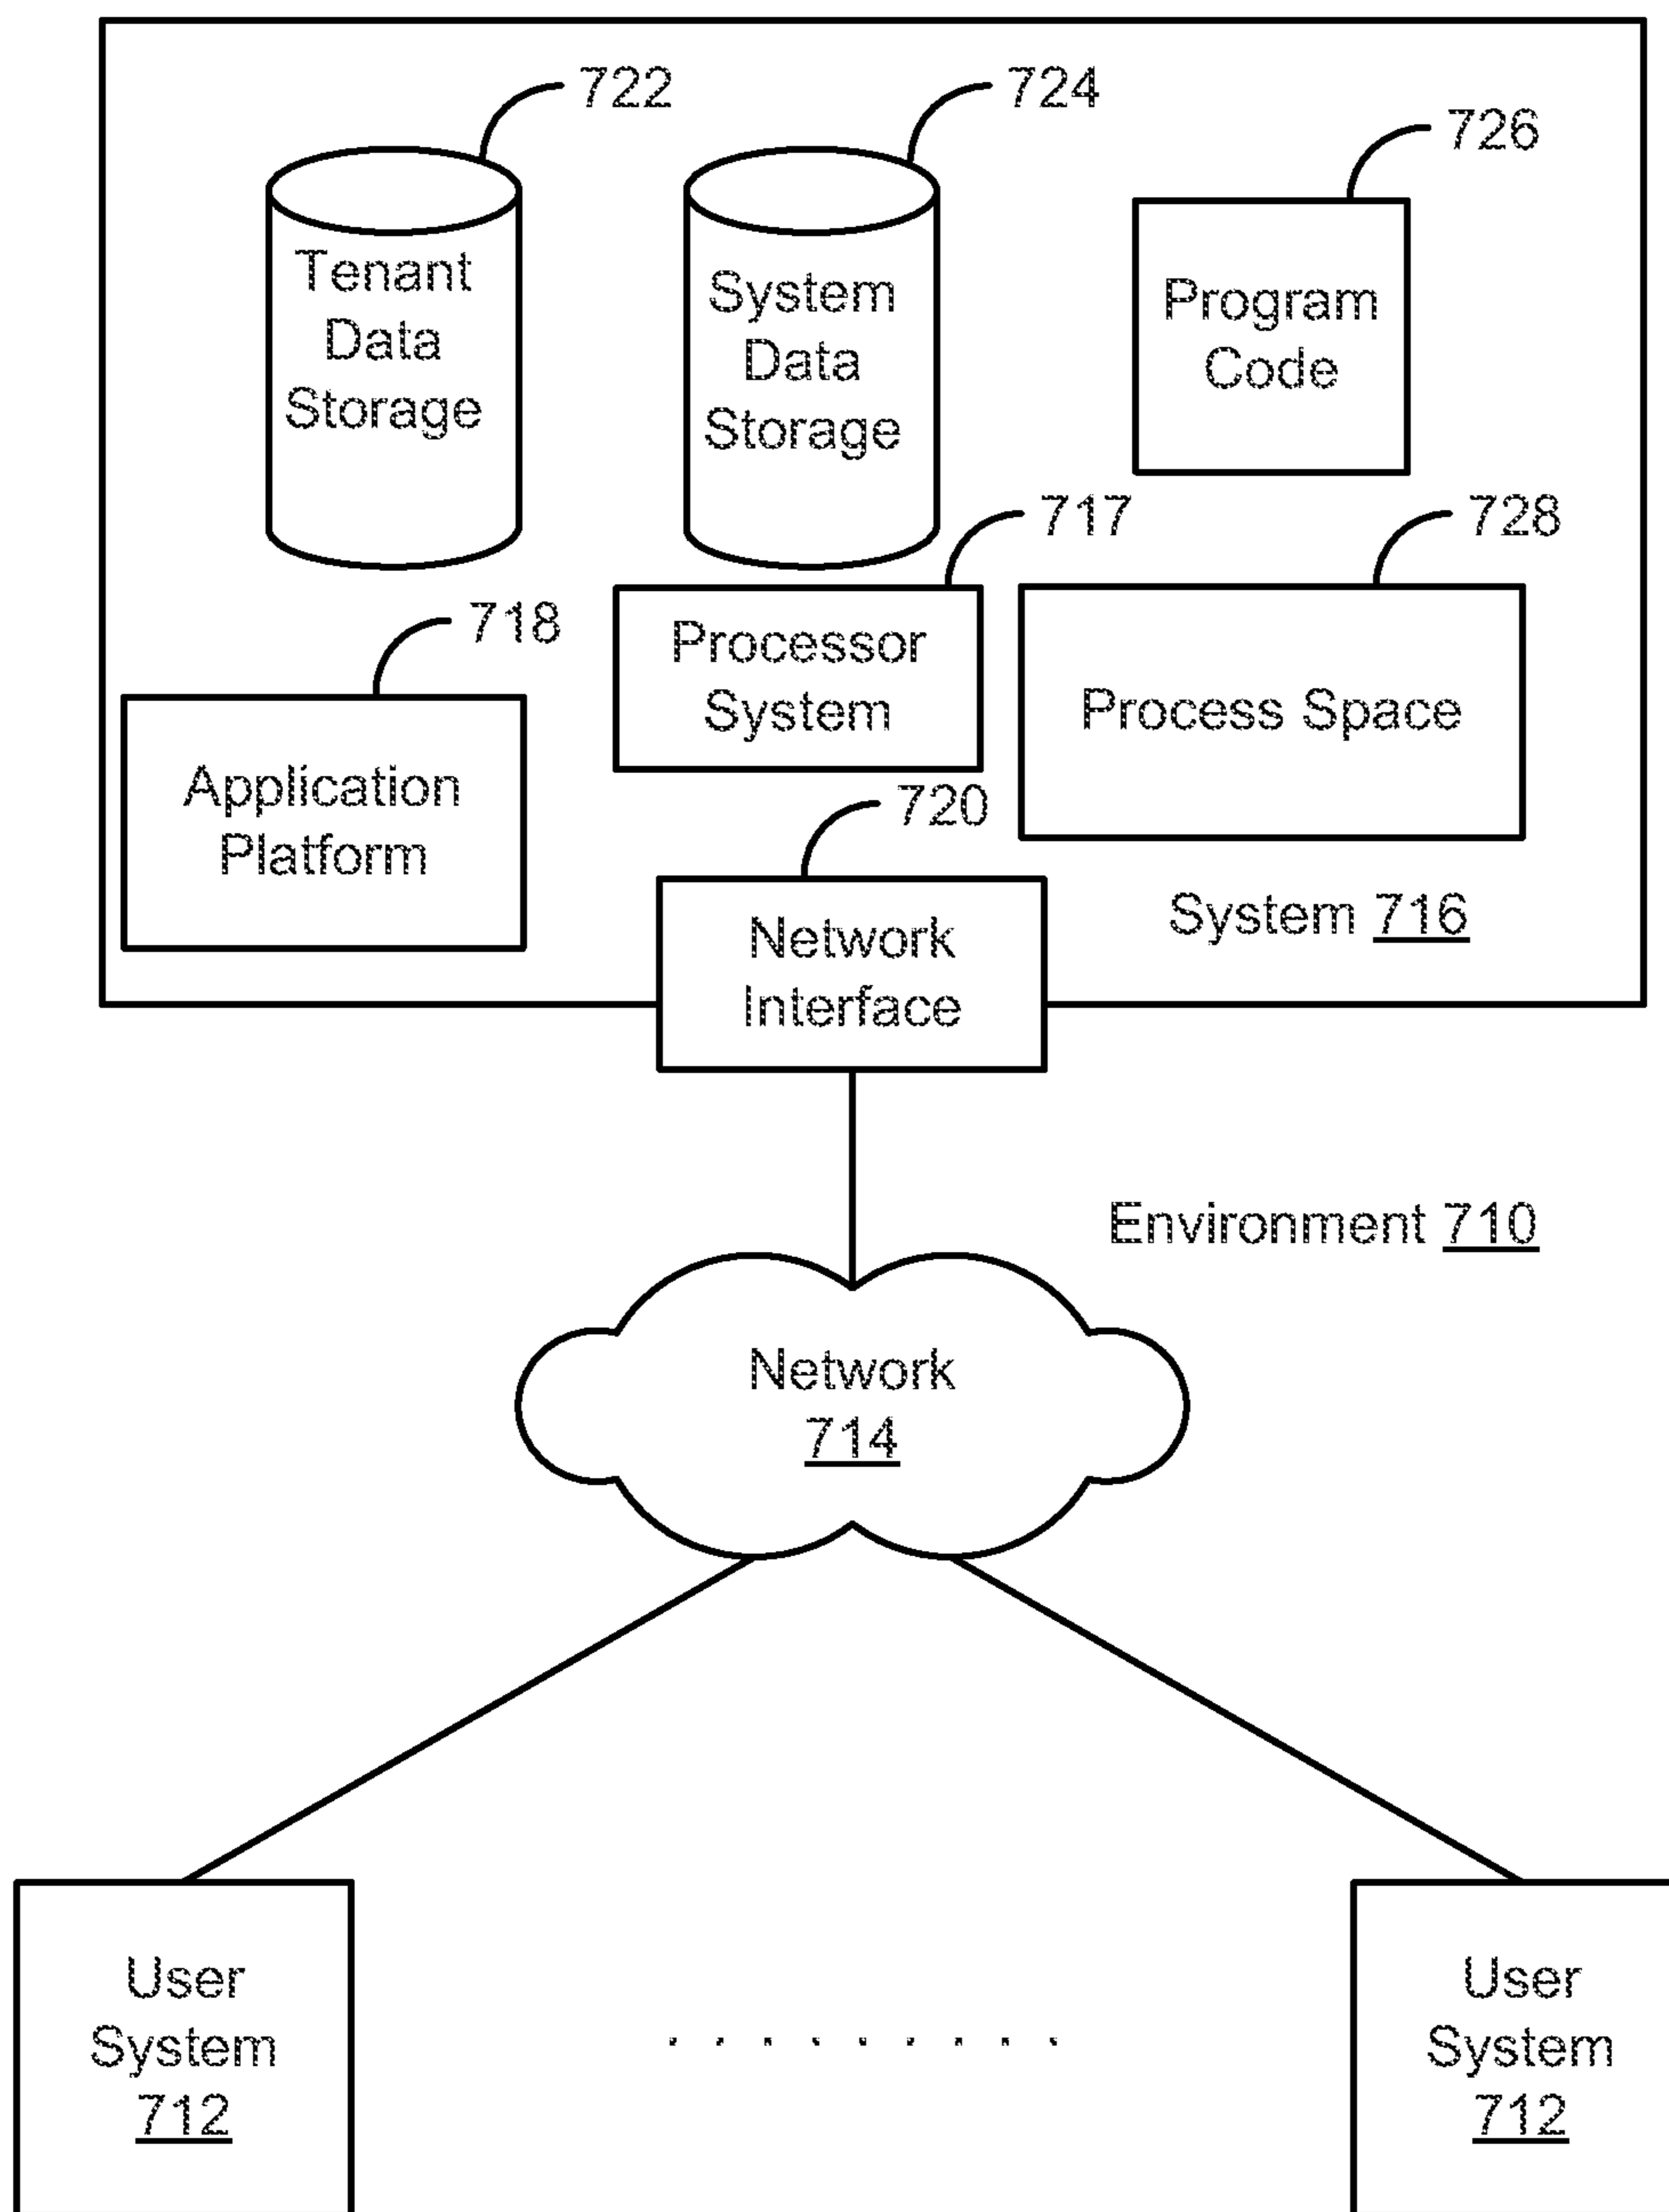 722
724
726
Tenant
Data
Storage
System
Data
Storage
Program
Code
717
728
718
Processor
System
Process Space
Application
Platform
720
Network
Interface
System 716
Environment 710
Network
714
User
System
712
User
System
712